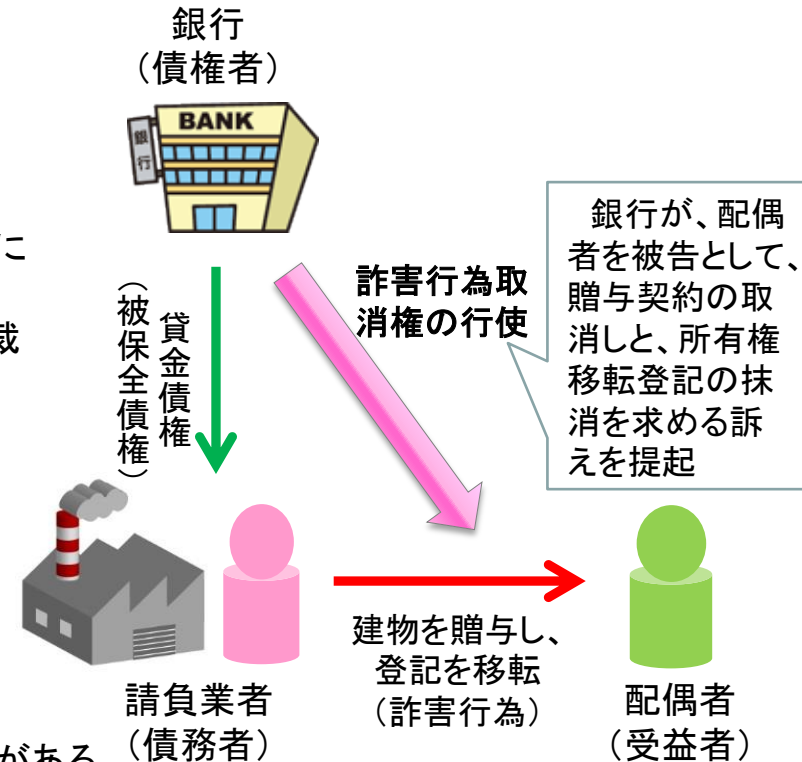 銀行
（債権者）
BANK
銀行
に
裁
貸金債権
（被保全債権）
詐害行為取
消権の行使
銀行が、配偶
者を被告として、
贈与契約の取
消しと、所有権
移転登記の抹
消を求める訴
えを提起
建物を贈与し、
登記を移転
（詐害行為）
請負業者
（債務者）
配偶者
（受益者）
がある